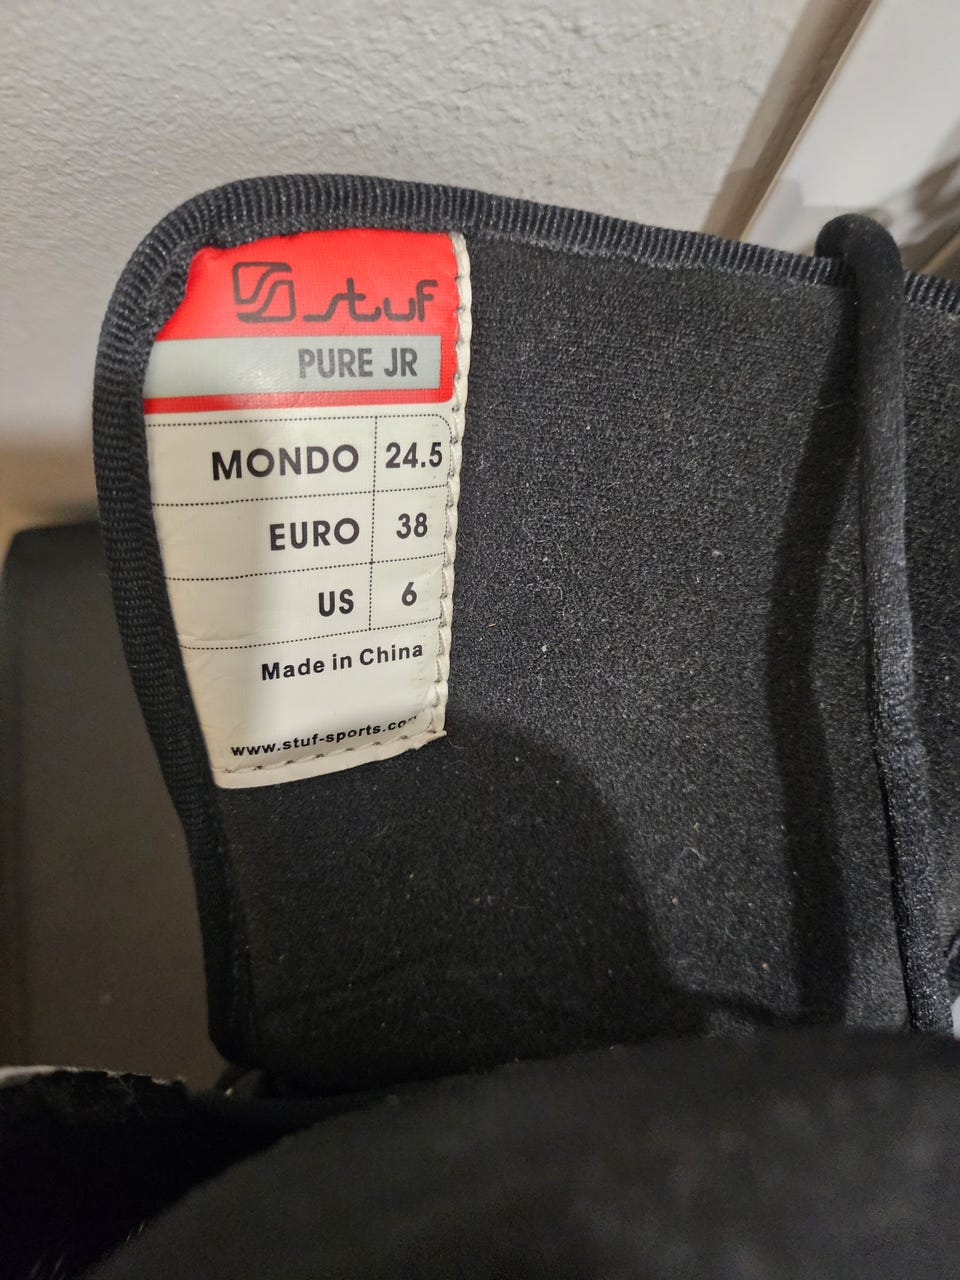 stuf
PURE JR
MONDO 24.5
EURO 38
US 6
Made in China
www.stuf-sports.com